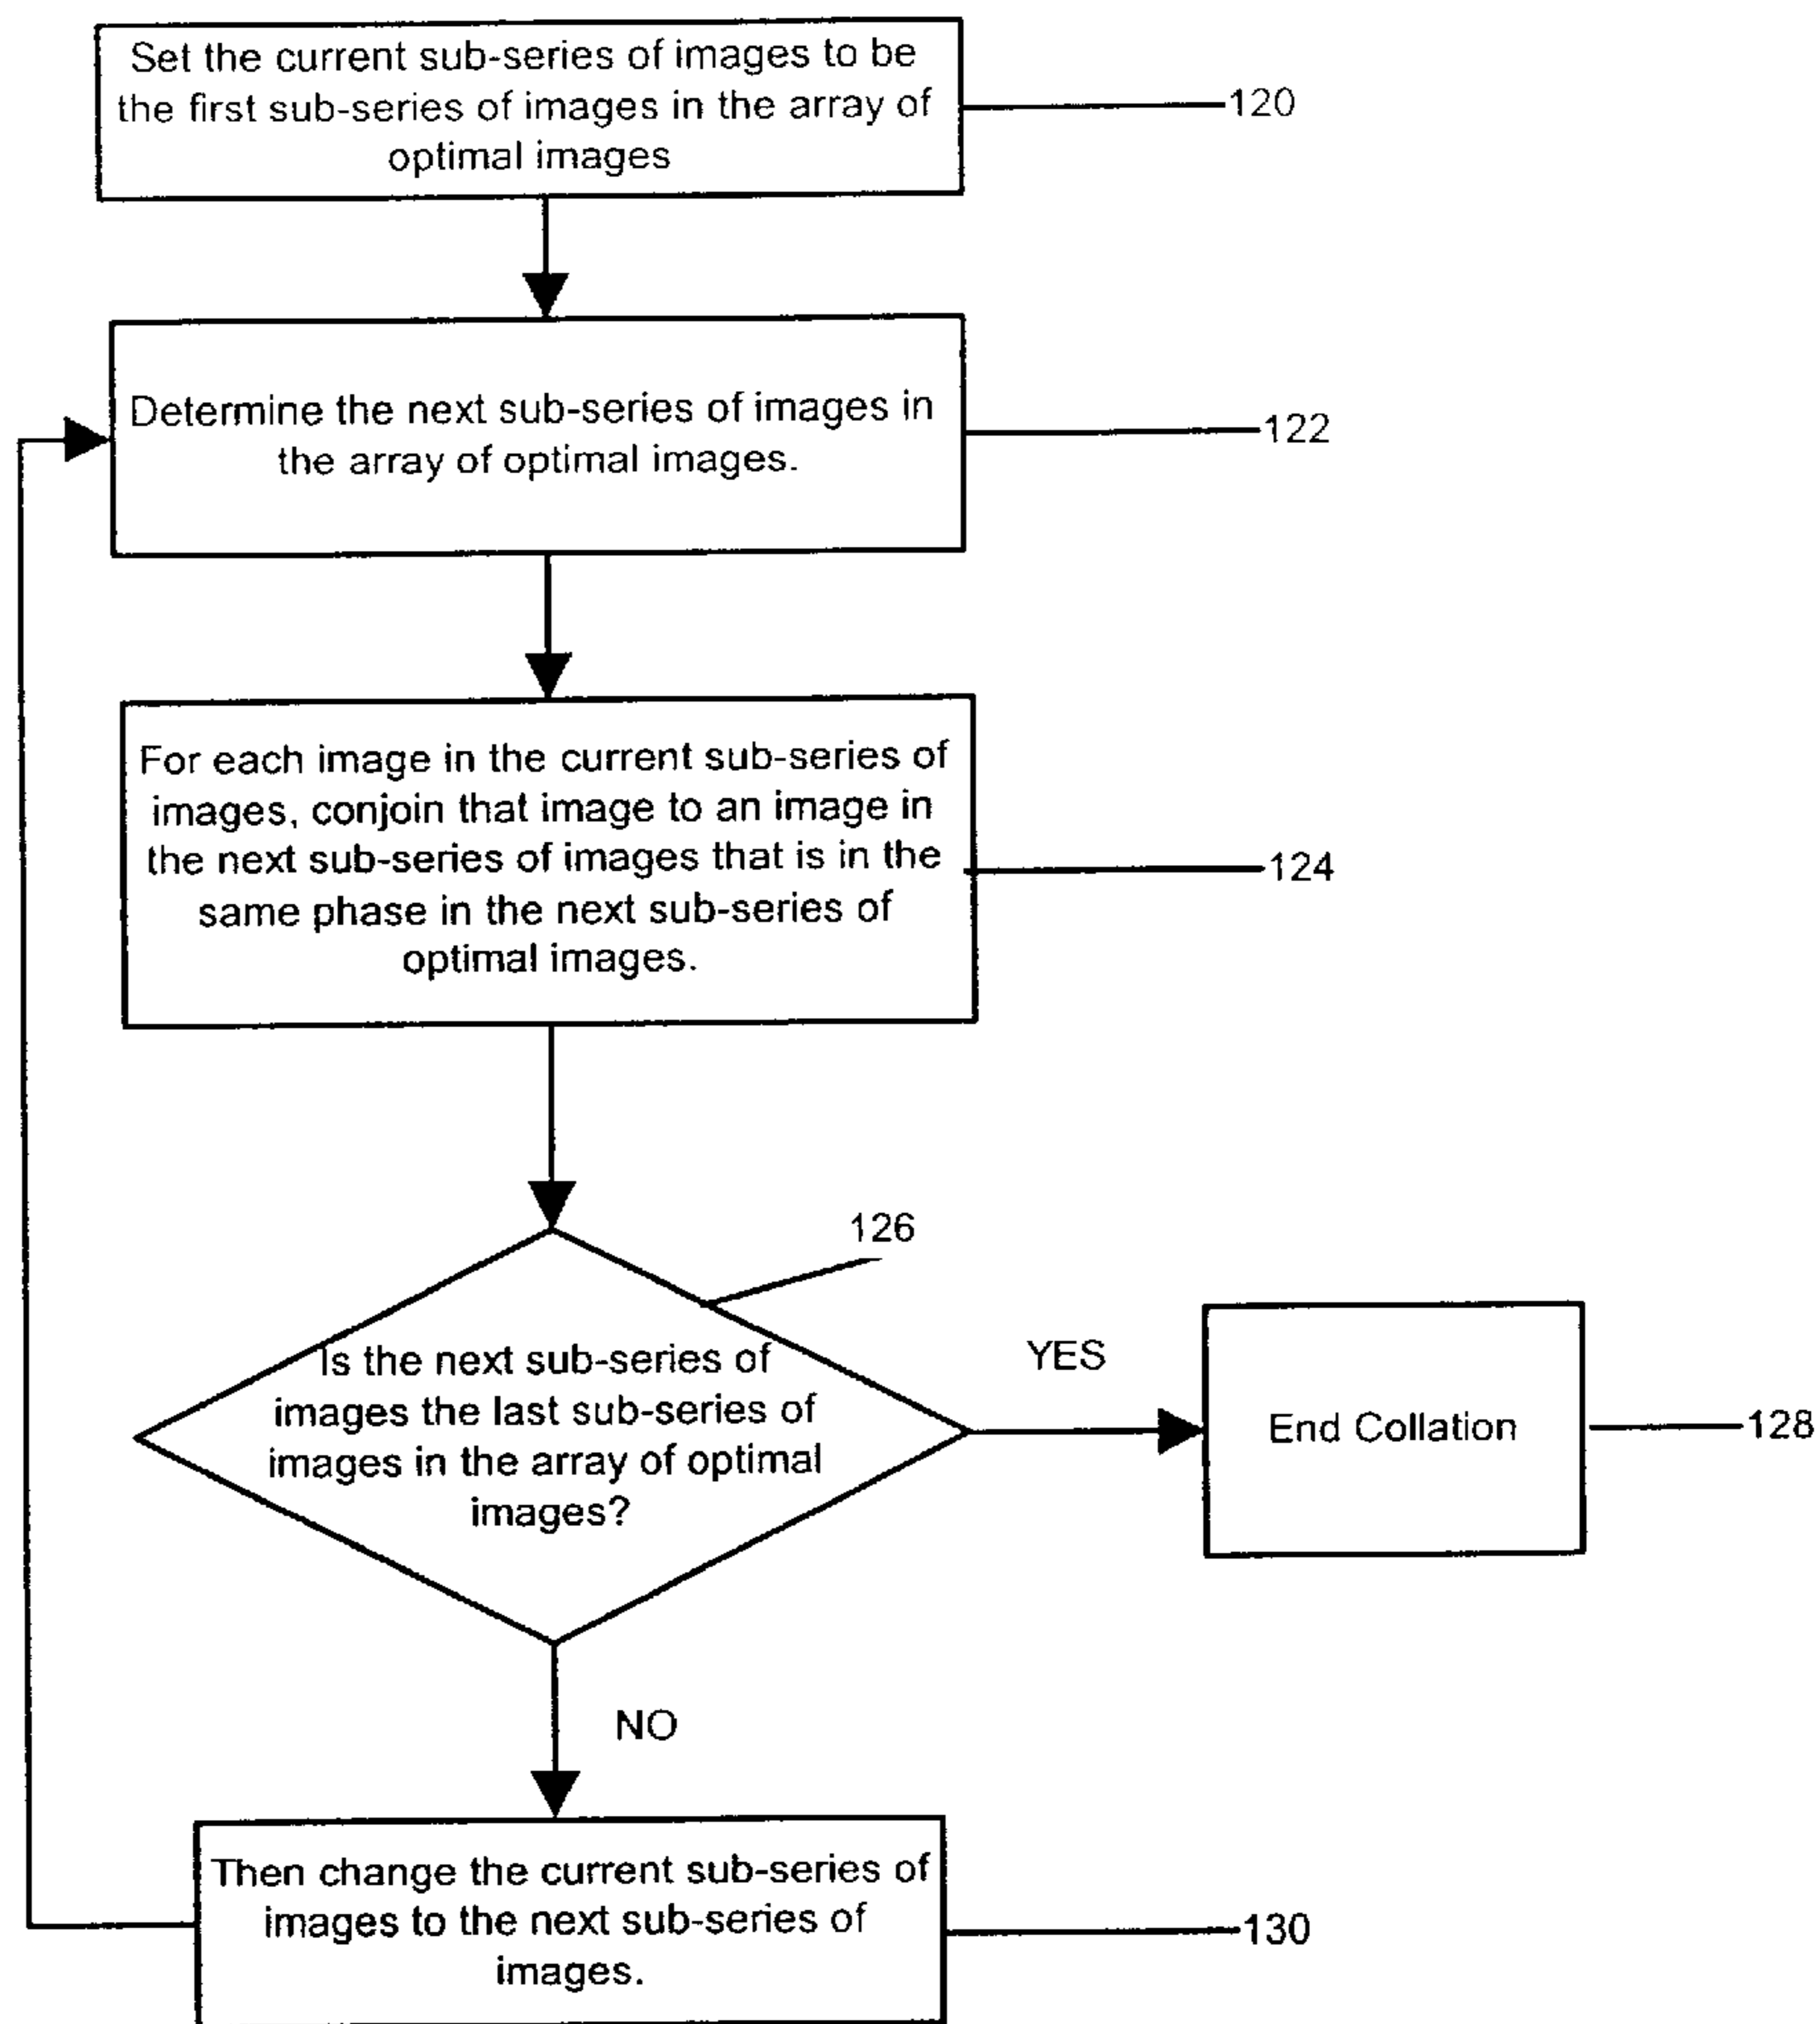 Set the current sub-series of images to be
the first sub-series of images in the array of
optimal images
120
Determine the next sub-series of images in
the array of optimal images.
122
For each image in the current sub-series of
images, conjoin that image to an image in
the next sub-series of images that is in the
same phase in the next sub-series of
optimal images.
124
126
Is the next sub-series of
images the last sub-series of
images in the array of optimal
images?
YES
End Collation
128
NO
Then change the current sub-series of
images to the next sub-series of
images.
130